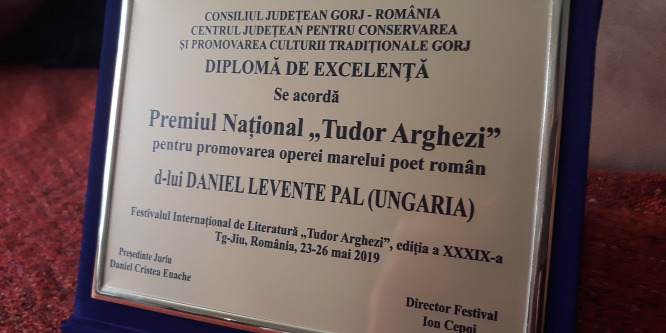 CONSILIUL JUDEȚEAN GORJ - ROMÂNIA
CENTRUL JUDEȚEAN PENTRU CONSERVAREA
ȘI PROMOVAREA CULTURII TRADIȚIONALE GORJ
DIPLOMĂ DE EXCELENŢĂ
Se acordă
Premiul Național „Tudor Arghezi”
pentru promovarea operei marelui poet român
d-lui DANIEL LEVENTE PAL (UNGARIA)
Festivalul Internațional de Literatură „Tudor Arghezi”, ediția a XXXIX-a
Tg-Jiu, România, 23-26 mai 2019
Președinte Juriu
Daniel Cristea Enache
Director Festival
Ion Cepoi